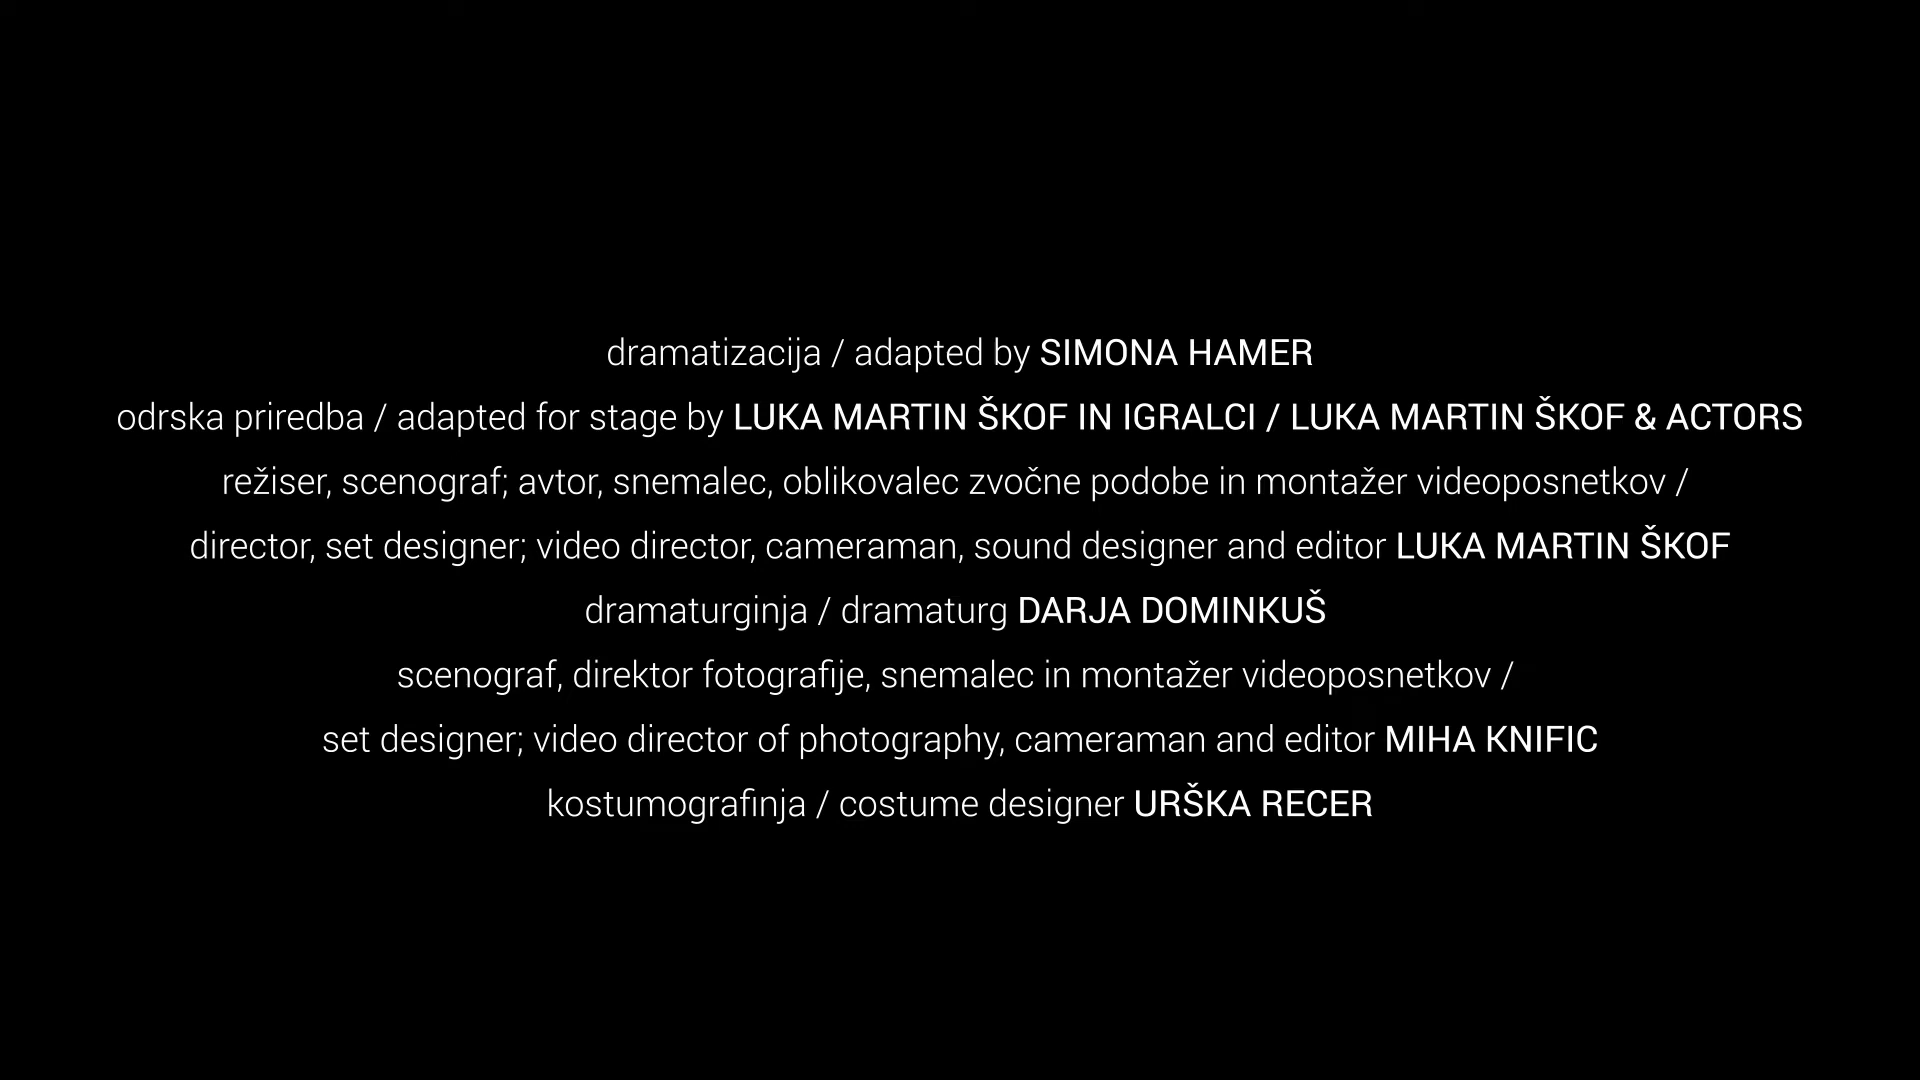 dramatizacija / adapted by SIMONA HAMER
odrska priredba / adapted for stage by LUKA MARTIN ŠKOF IN IGRALCI / LUKA MARTIN ŠKOF & ACTORS
režiser, scenograf; avtor, snemalec, oblikovalec zvočne podobe in montažer videoposnetkov /
director, set designer; video director, cameraman, sound designer and editor LUKA MARTIN ŠKOF
dramaturginja / dramaturg DARJA DOMINKUŠ
scenograf, direktor fotografije, snemalec in montažer videoposnetkov /
set designer; video director of photography, cameraman and editor MIHA KNIFIC
kostumografinja / costume designer URŠKA RECER